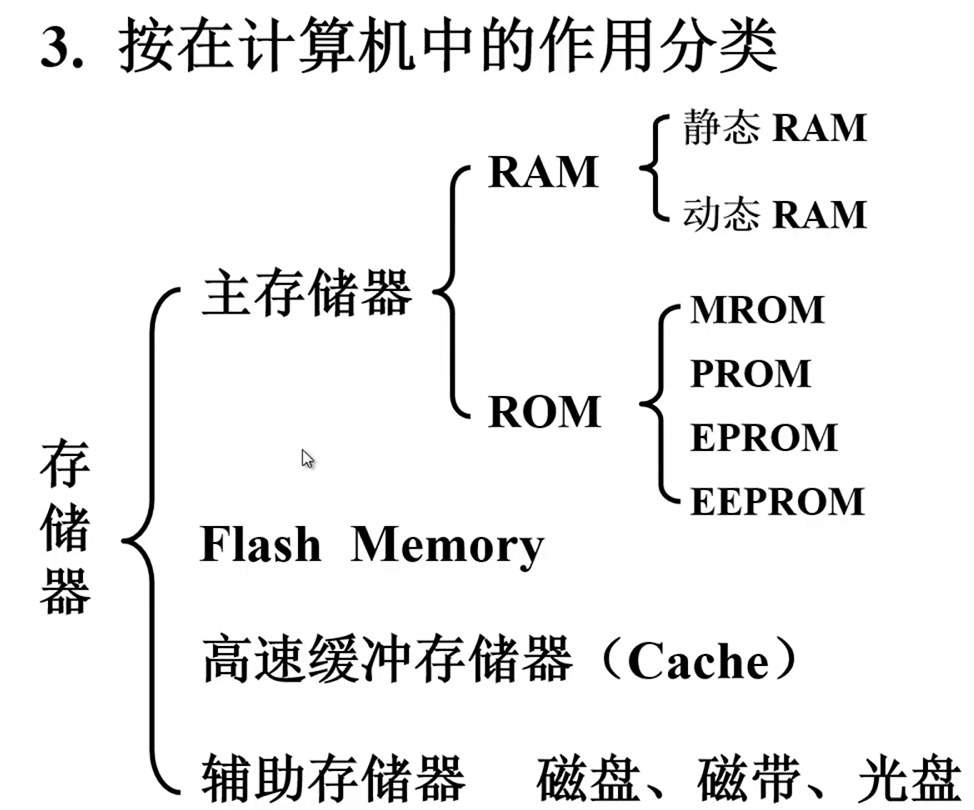 3. 按在计算机中的作用分类
存储器
主存储器
RAM
静态 RAM
动态 RAM
ROM
MROM
PROM
EPROM
EEPROM
Flash Memory
高速缓冲存储器（Cache）
辅助存储器 磁盘、磁带、光盘